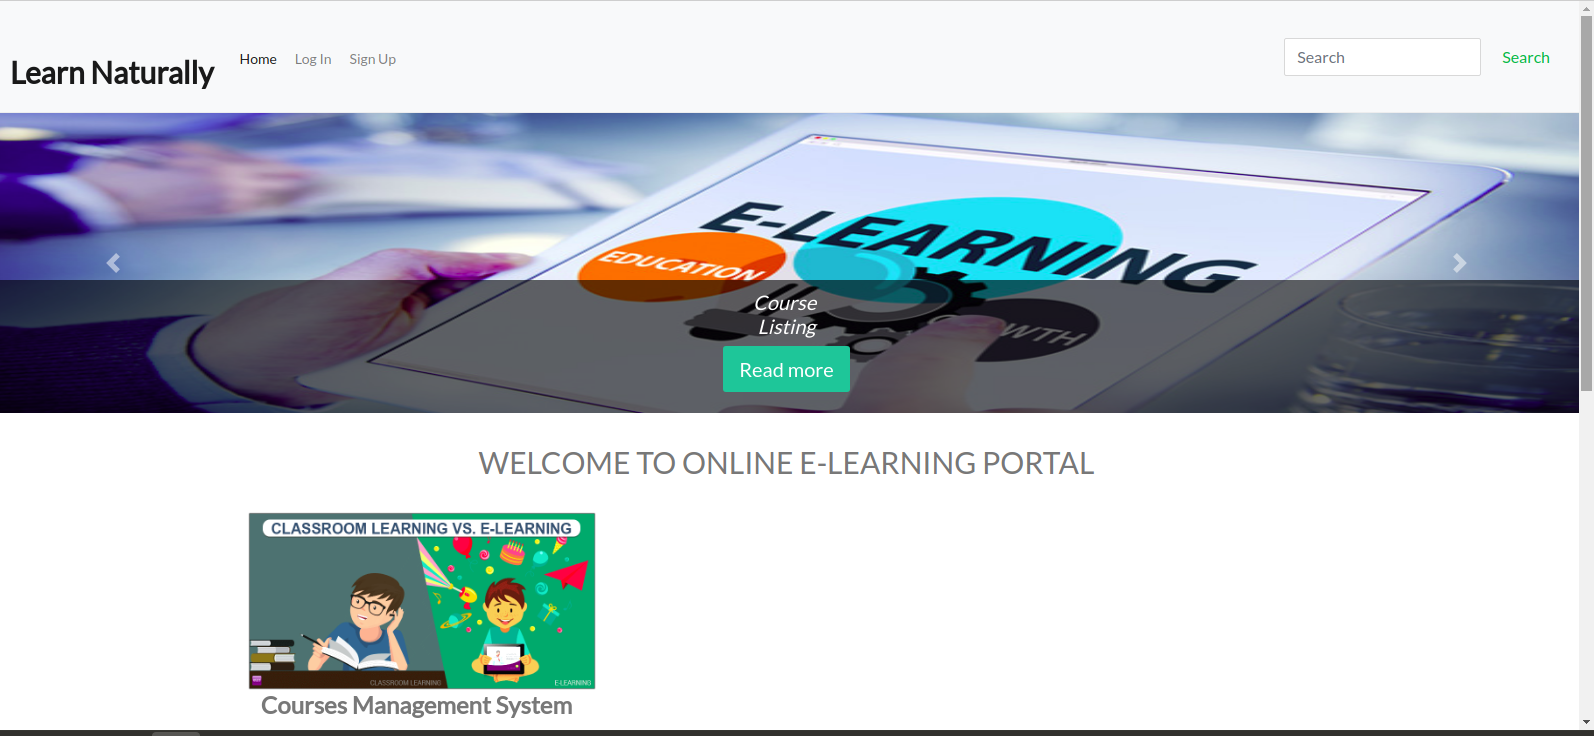 Learn Naturally
Home
Log In
Sign Up
Search
Search
E-LEARNING
EDUCATION
WTH
Course
Listing
Read more
WELCOME TO ONLINE E-LEARNING PORTAL
CLASSROOM LEARNING VS. E-LEARNING
CLASSROOM LEARNING
E-LEARNING
Courses Management System